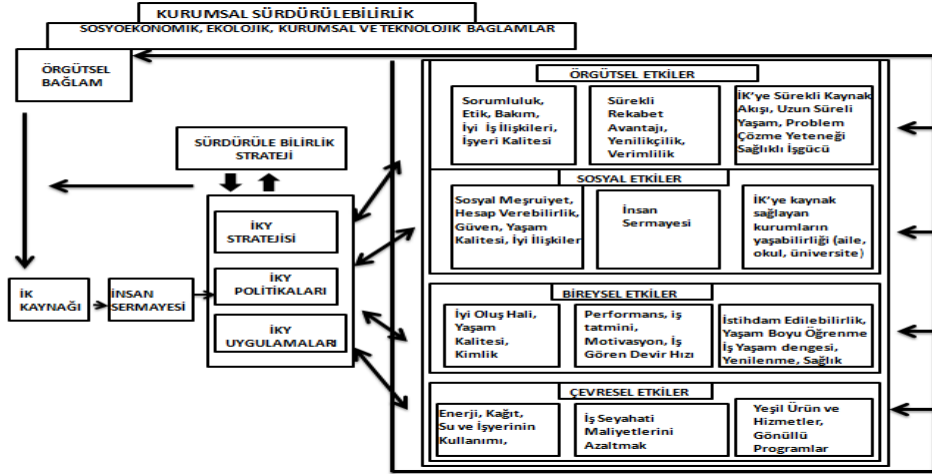 KURUMSAL SÜRDÜRÜLEBİLİRLİK
SOSYOEKONOMİK, EKOLOJİK, KURUMSAL VE TEKNOLOJİK BAGLAMLAR
ÖRGÜTSEL
BAĞLAM
SÜRDÜRÜLE BİLİRLİK
STRATEJİ
İKY
STRATEJİSİ
İKY
POLİTİKALARI
İKY
UYGULAMALARI
İK
KAYNAĞI
İNSAN
SERMAYESİ
ÖRGÜTSEL ETKİLER
Sorumluluk,
Etik, Bakım,
İyi İş İlişkileri,
İşyeri Kalitesi
Sürekli
Rekabet
Avantajı,
Yenilikçilik,
Verimlilik
İK'ye Sürekli Kaynak
Akışı, Uzun Süreli
Yaşam, Problem
Çözme Yeteneği
Sağlıklı İşgücü
SOSYAL ETKİLER
Sosyal Meşruiyet,
Hesap Verebilirlik,
Güven, Yaşam
Kalitesi, İyi İlişkiler
İnsan
Sermayesi
İK'ye kaynak
sağlayan
kurumların
yaşabilirliği (aile,
okul, üniversite)
BİREYSEL ETKİLER
İyi Oluş Hali,
Yaşam
Kalitesi,
Kimlik
Performans, iş
tatmini,
Motivasyon, İş
Gören Devir Hızı
İstihdam Edilebilirlik,
Yaşam Boyu Öğrenme
İş Yaşam dengesi,
Yenilenme, Sağlık
ÇEVRESEL ETKİLER
Enerji, Kağıt,
Su ve İşyerinin
Kullanımı,
İş Seyahati
Maliyetlerini
Azaltmak
Yeşil Ürün ve
Hizmetler,
Gönüllü
Programlar